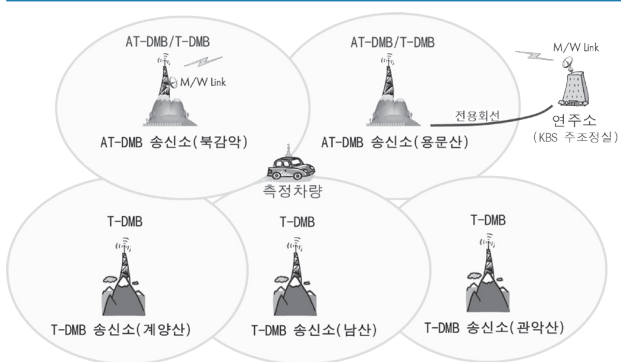 AT-DMB/T-DMB
M/W Link
AT-DMB 송신소(북감악)
AT-DMB/T-DMB
AT-DMB 송신소(용문산)
전용회선
M/W Link
연주소
(KBS 주조정실)
측정차량
T-DMB
T-DMB 송신소(계양산)
T-DMB
T-DMB 송신소(남산)
T-DMB
T-DMB 송신소(관악산)